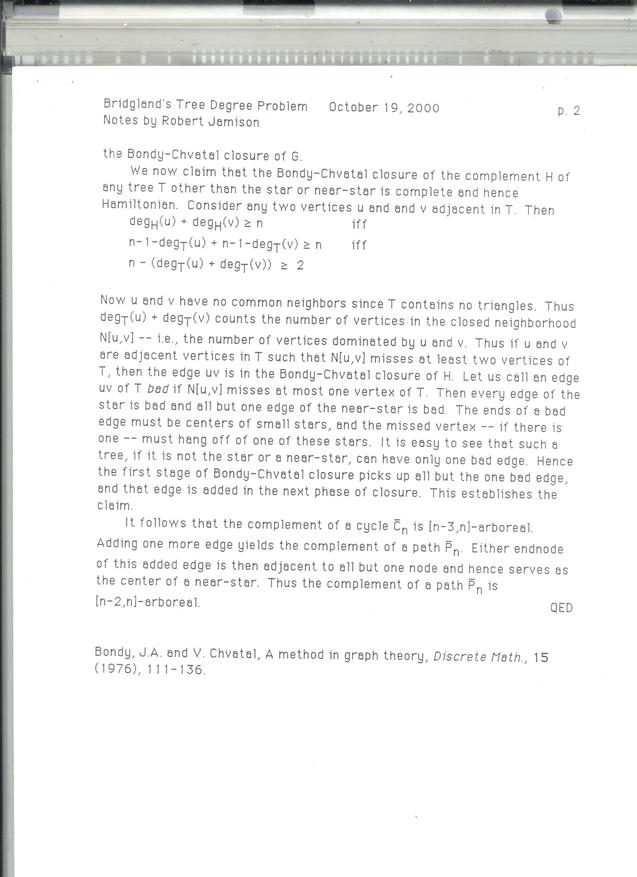 Bridgland's Tree Degree Problem    October 19, 2000    p. 2
Notes by Robert Jamison
the Bondy-Chvatal closure of G.
We now claim that the Bondy-Chvatal closure of the complement H of
any tree T other than the star or near-star is complete and hence
Hamiltonian. Consider any two vertices u and and v adjacent in T. Then
deg_H(u) + deg_H(v) ≥ n    iff
n-1-deg_T(u) + n-1-deg_T(v) ≥ n    iff
n - (deg_T(u) + deg_T(v)) ≥ 2
Now u and v have no common neighbors since T contains no triangles. Thus
deg_T(u) + deg_T(v) counts the number of vertices in the closed neighborhood
N[u,v] -- i.e., the number of vertices dominated by u and v. Thus if u and v
are adjacent vertices in T such that N[u,v] misses at least two vertices of
T, then the edge uv is in the Bondy-Chvatal closure of H. Let us call an edge
uv of T bad if N[u,v] misses at most one vertex of T. Then every edge of the
star is bad and all but one edge of the near-star is bad. The ends of a bad
edge must be centers of small stars, and the missed vertex -- if there is
one -- must hang off of one of these stars. It is easy to see that such a
tree, if it is not the star or a near-star, can have only one bad edge. Hence
the first stage of Bondy-Chvatal closure picks up all but the one bad edge,
and that edge is added in the next phase of closure. This establishes the
claim.
It follows that the complement of a cycle C̄_n is [n-3,n]-arboreal.
Adding one more edge yields the complement of a path P̄_n. Either endnode
of this added edge is then adjacent to all but one node and hence serves as
the center of a near-star. Thus the complement of a path P̄_n is
[n-2,n]-arboreal.    QED
Bondy, J.A. and V. Chvatal, A method in graph theory, Discrete Math., 15
(1976), 111-136.